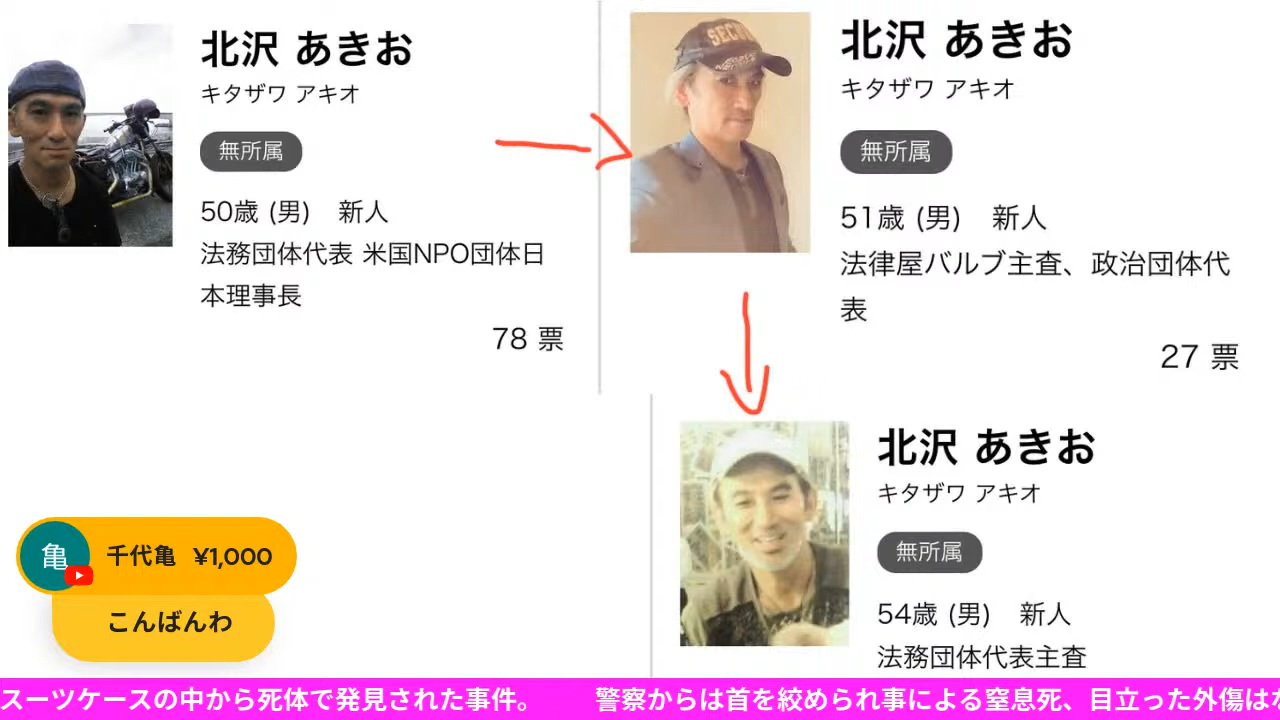 北沢 あきお
キタザワ アキオ
無所属
50歳 (男) 新人
法務団体代表 米国NPO団体日
本理事長
78 票
北沢 あきお
キタザワ アキオ
無所属
51歳 (男) 新人
法律屋バルブ主査、政治団体代
表
27 票
北沢 あきお
キタザワ アキオ
無所属
54歳 (男) 新人
法務団体代表主査
亀
千代亀 ¥1,000
こんばんわ
スーツケースの中から死体で発見された事件。 警察からは首を絞められ事による窒息死、目立った外傷は